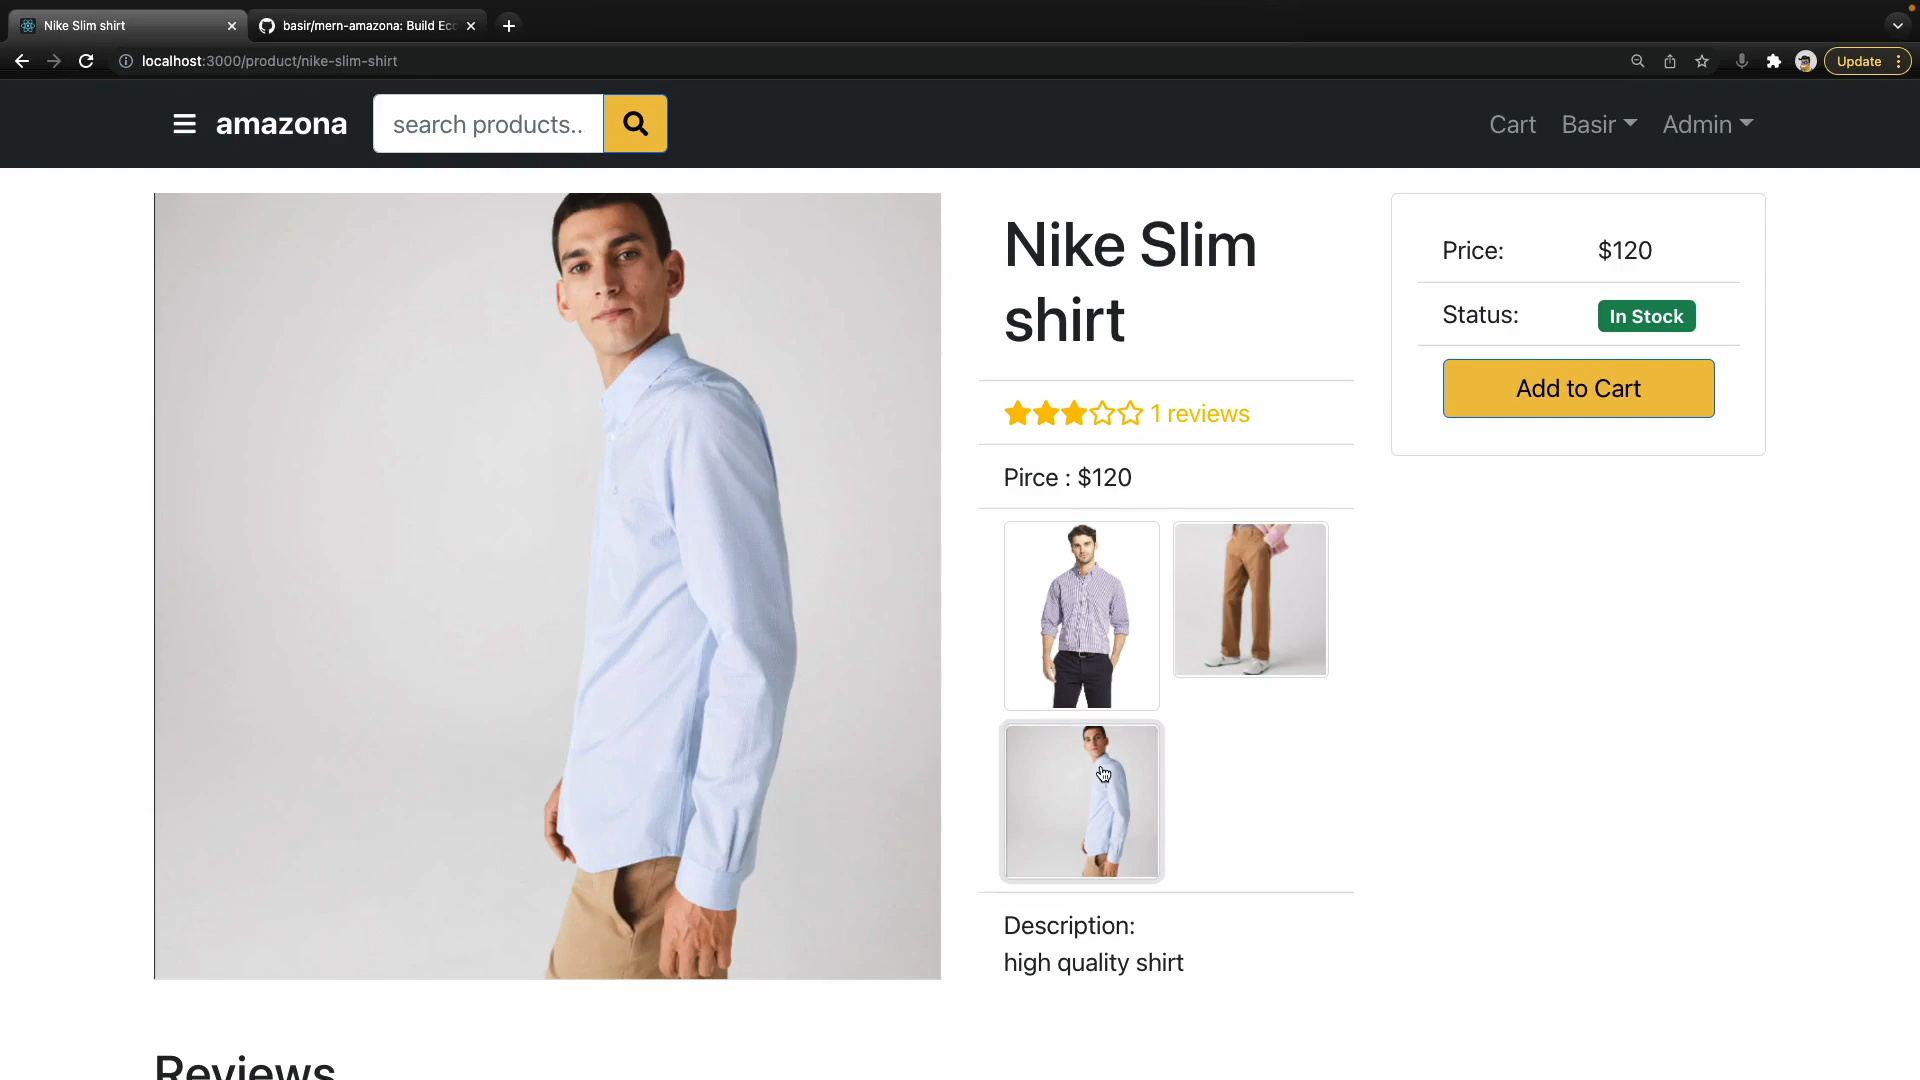 Nike Slim shirt
basir/mern-amazona: Build Ec
localhost:3000/product/nike-slim-shirt
Update
amazona
search products..
Cart
Basir
Admin
Nike Slim
shirt
1 reviews
Pirce : $120
Description:
high quality shirt
Price:
$120
Status:
In Stock
Add to Cart
Reviews